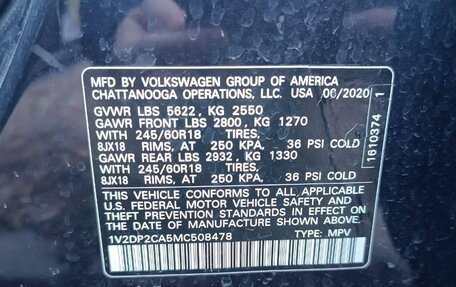 MFD BY VOLKSWAGEN GROUP OF AMERICA
CHATTANOOGA OPERATIONS, LLC. USA 06/2020
GVWR LBS 5622 , KG 2550
GAWR FRONT LBS 2800 , KG 1270
WITH 245/60R18 TIRES,
8JX18 RIMS, AT 250 KPA, 36 PSI COLD
GAWR REAR LBS 2932 , KG 1330
WITH 245/60R18 TIRES,
8JX18 RIMS, AT 250 KPA, 36 PSI COLD
THIS VEHICLE CONFORMS TO ALL APPLICABLE
U.S. FEDERAL MOTOR VEHICLE SAFETY AND
THEFT PREVENTION STANDARDS IN EFFECT ON THE
DATE OF MANUFACTURE SHOWN ABOVE.
1V2DP2CA5MC508478 TYPE: MPV
1610374 1